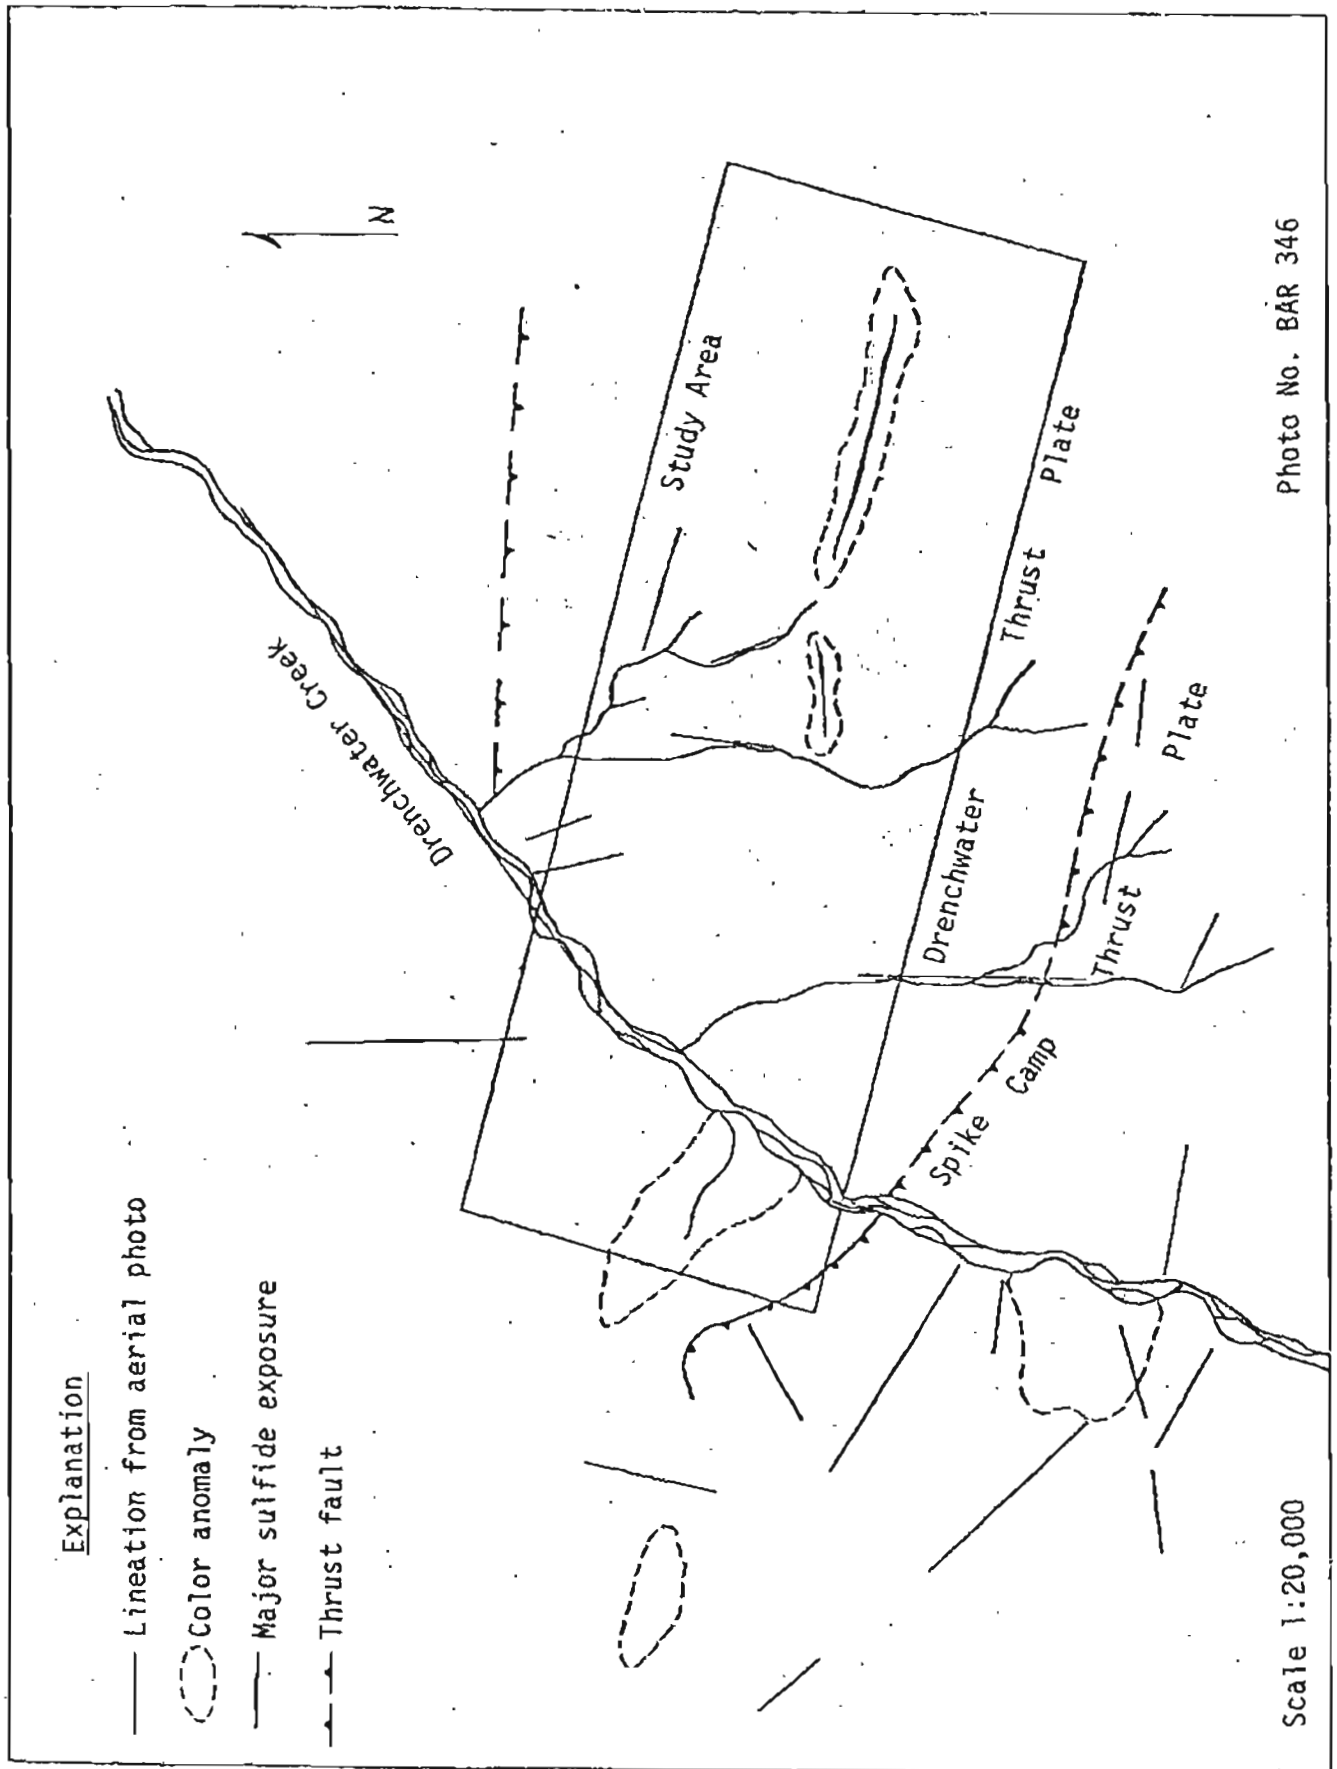 Explanation
Lineation from aerial photo
Color anomaly
Major sulfide exposure
Thrust fault
N
Drenchwater Creek
Study Area
Drenchwater Thrust Plate
Spike Camp Thrust Plate
Scale 1:20,000
Photo No. BAR 346